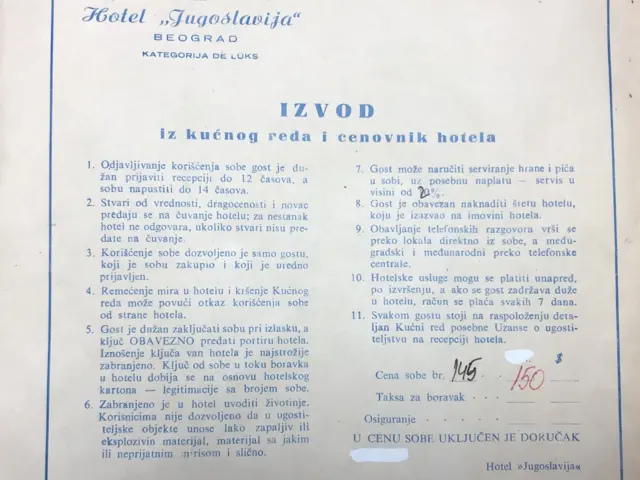 Hotel „Jugoslavija“
BEOGRAD
KATEGORIJA DE LUKS
IZVOD
iz kućnog reda i cenovnik hotela
1. Odjavljivanje korišćenja sobe gost je du-
žan prijaviti recepciji do 12 časova, a
sobu napustiti do 14 časova.
2. Stvari od vrednosti, dragocenosti i novac
predaju se na čuvanje hotelu; za nestanak
hotel ne odgovara, ukoliko stvari nisu pre-
date na čuvanje.
3. Korišćenje sobe dozvoljeno je samo gostu,
koji je sobu zakupio i koji je uredno
prijavljen.
4. Remećenje mira u hotelu i kršenje Kućnog
reda može povući otkaz korišćenja sobe
od strane hotela.
5. Gost je dužan zaključati sobu pri izlasku, a
ključ OBAVEZNO predati portiru hotela.
Iznošenje ključa van hotela je najstrožije
zabranjeno. Ključ od sobe u toku boravka
u hotelu dobija se na osnovu hotelskog
kartona — legitimacije sa brojem sobe.
6. Zabranjeno je u hotel uvoditi životinje.
Korisnicima nije dozvoljeno da u ugosti-
teljske objekte unose lako zapaljiv ili
eksplozivin materijal, materijal sa jakim
ili neprijatnim mirisom i slično.
7. Gost može naručiti serviranje hrane i pića
u sobi, uz posebnu naplatu — servis u
visini od 20%.
8. Gost je obavezan naknaditi štetu hotelu,
koju je izazvao na imovini hotela.
9. Obavljanje telefonskih razgovora vrši se
preko lokala direktno iz sobe, a među-
gradski i međunarodni preko telefonske
centrale.
10. Hotelske usluge mogu se platiti unapred,
po izvršenju, a ako se gost zadržava duže
u hotelu, račun se plaća svakih 7 dana.
11. Svakom gostu stoji na raspoloženju deta-
ljan Kućni red posebne Uzanse o ugosti-
teljstvu na recepciji hotela.
$
Cena sobe br. 145 . . 150
Taksa za boravak . . .
Osiguranje . . . . .
U CENU SOBE UKLJUČEN JE DORUČAK
Hotel »Jugoslavija«